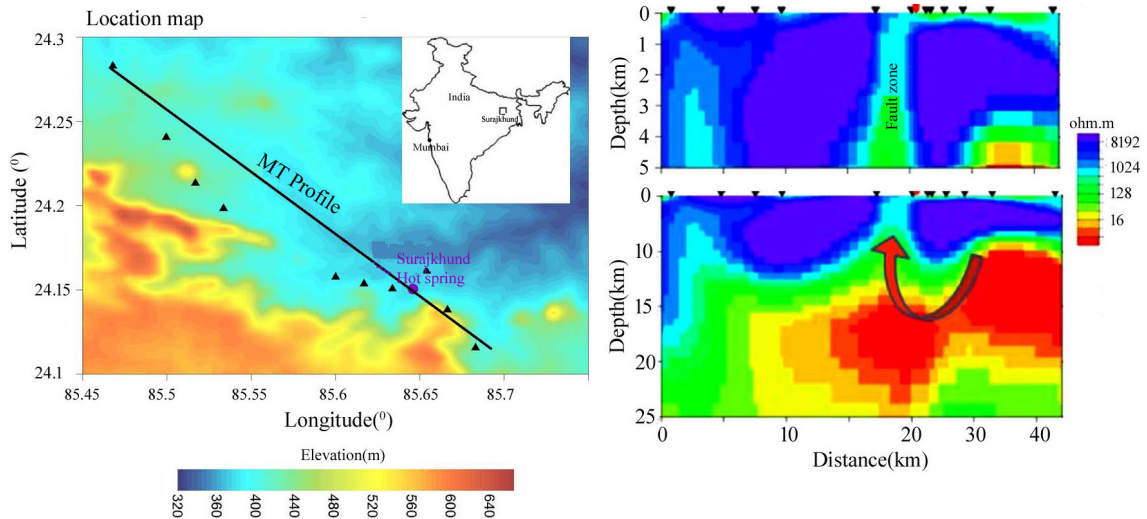 Location map
24.3
24.25
24.2
24.15
24.1
Latitude (⁰)
85.45
85.5
85.55
85.6
85.65
85.7
Longitude(⁰)
MT Profile
Surajkhund
Hot spring
India
Surajkhund
Mumbai
Elevation(m)
320
360
400
440
480
520
560
600
640
0
1
2
3
4
5
Depth(km)
Fault zone
ohm.m
8192
1024
128
16
0
5
10
15
20
25
Depth(km)
0
10
20
30
40
Distance(km)